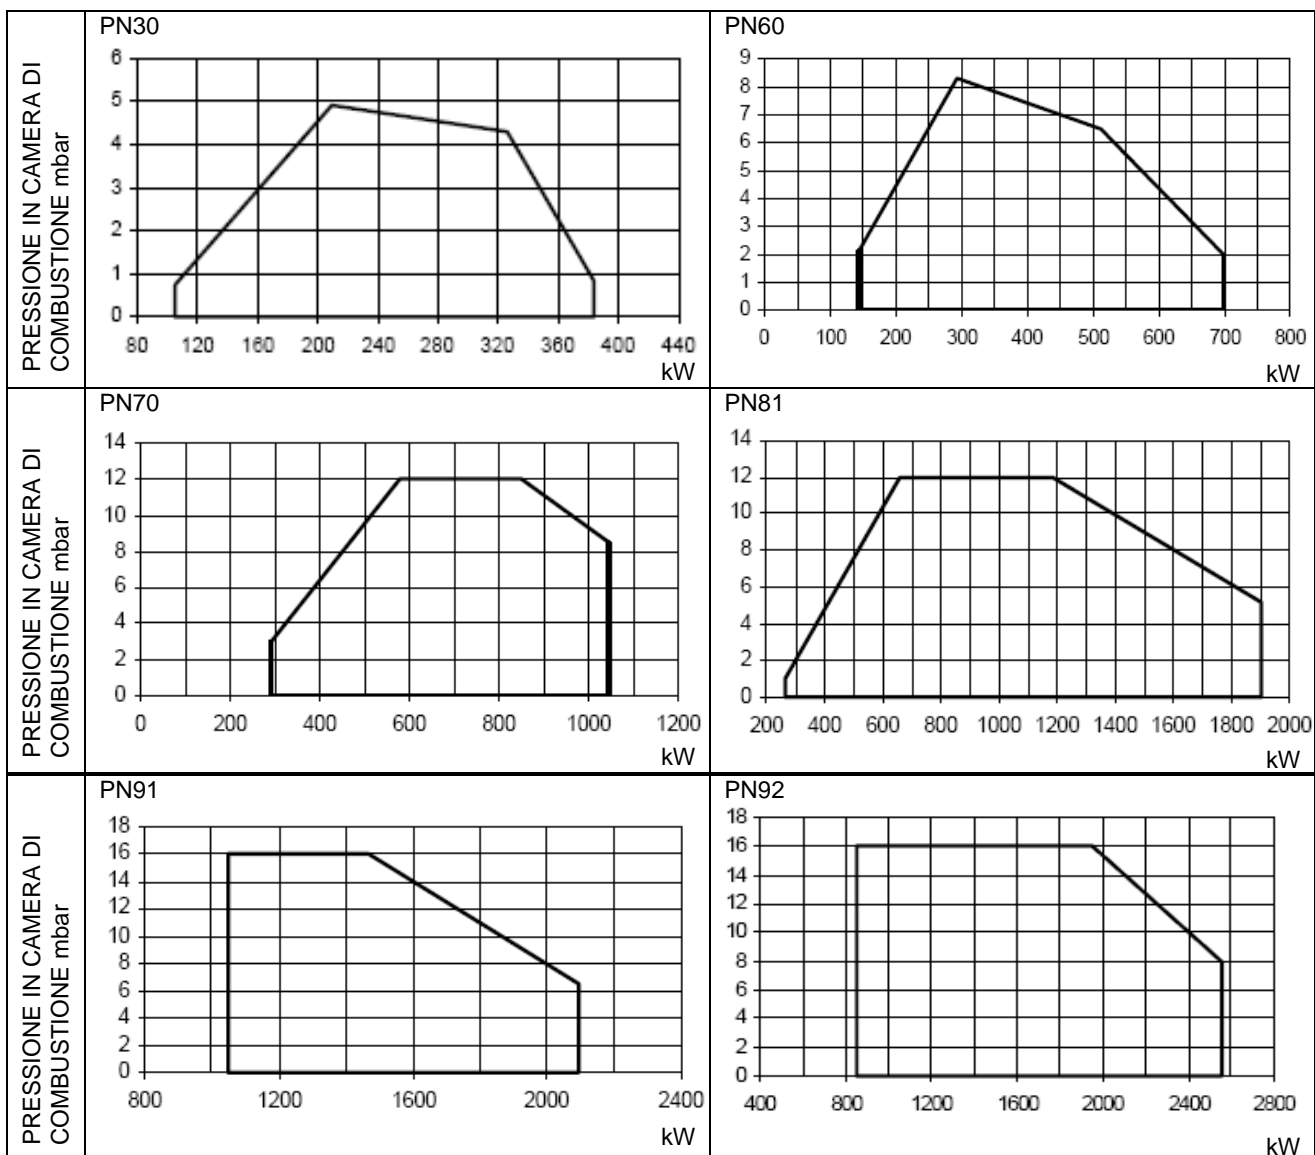 PRESSIONE IN CAMERA DI
COMBUSTIONE mbar
PN30
6
5
4
3
2
1
0
80 120 160 200 240 280 320 360 400 440
kW
PN60
9
8
7
6
5
4
3
2
1
0
0 100 200 300 400 500 600 700 800
kW
PRESSIONE IN CAMERA DI
COMBUSTIONE mbar
PN70
14
12
10
8
6
4
2
0
0 200 400 600 800 1000 1200
kW
PN81
14
12
10
8
6
4
2
0
200 400 600 800 1000 1200 1400 1600 1800 2000
kW
PRESSIONE IN CAMERA DI
COMBUSTIONE mbar
PN91
18
16
14
12
10
8
6
4
2
0
800 1200 1600 2000 2400
kW
PN92
18
16
14
12
10
8
6
4
2
0
400 800 1200 1600 2000 2400 2800
kW